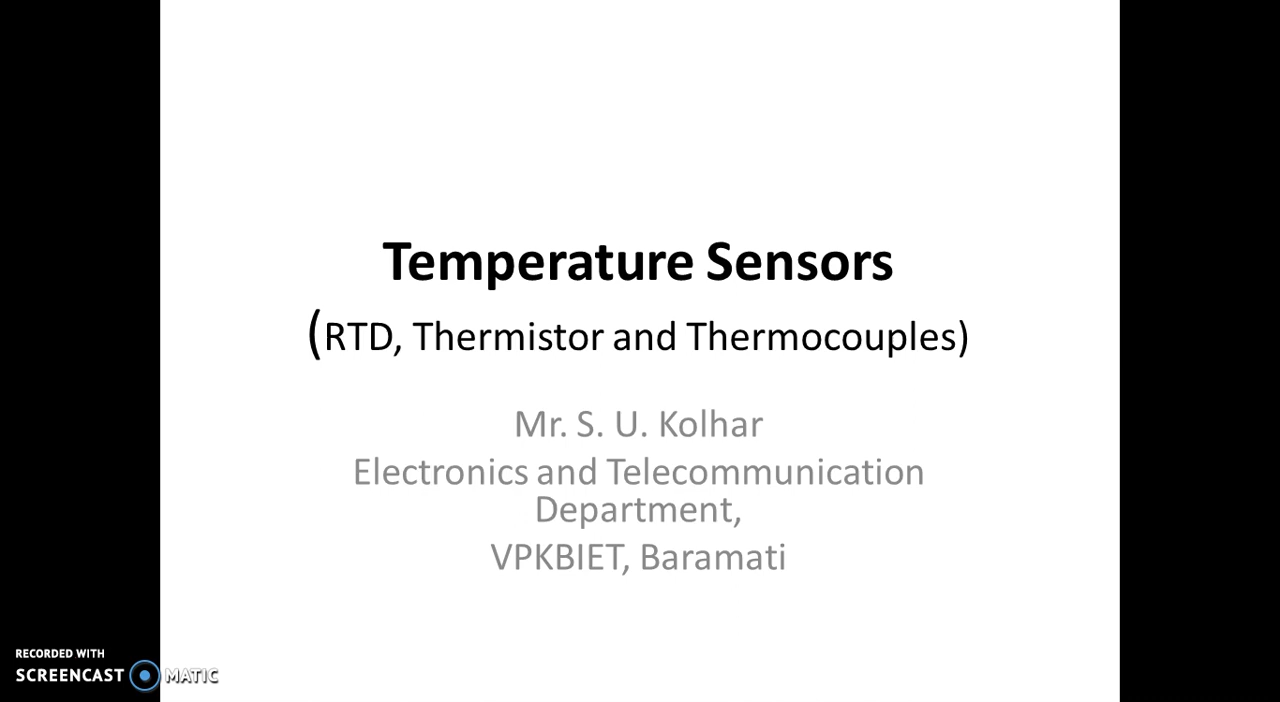 Temperature Sensors
(RTD, Thermistor and Thermocouples)
Mr. S. U. Kolhar
Electronics and Telecommunication
Department,
VPKBIET, Baramati
RECORDED WITH
SCREENCAST MATIC